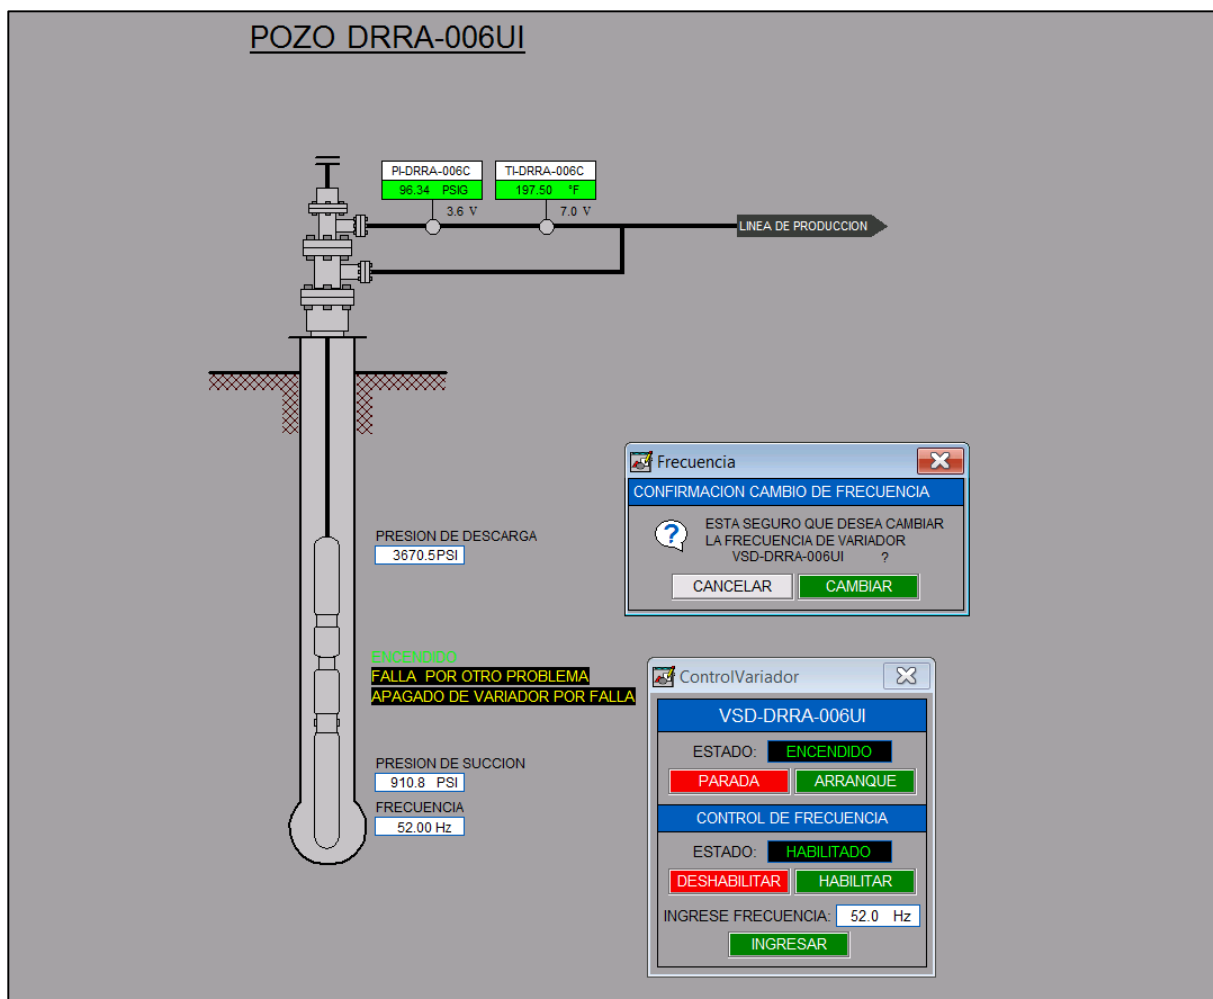 POZO DRRA-006UI
PI-DRRA-006C
96.34 PSIG
3.6 V
TI-DRRA-006C
197.50 °F
7.0 V
LINEA DE PRODUCCION
PRESION DE DESCARGA
3670.5PSI
ENCENDIDO
FALLA POR OTRO PROBLEMA
APAGADO DE VARIADOR POR FALLA
PRESION DE SUCCION
910.8 PSI
FRECUENCIA
52.00 Hz
Frecuencia
CONFIRMACION CAMBIO DE FRECUENCIA
ESTA SEGURO QUE DESEA CAMBIAR
LA FRECUENCIA DE VARIADOR
VSD-DRRA-006UI ?
CANCELAR CAMBIAR
ControlVariador
VSD-DRRA-006UI
ESTADO: ENCENDIDO
PARADA ARRANQUE
CONTROL DE FRECUENCIA
ESTADO: HABILITADO
DESHABILITAR HABILITAR
INGRESE FRECUENCIA: 52.0 Hz
INGRESAR